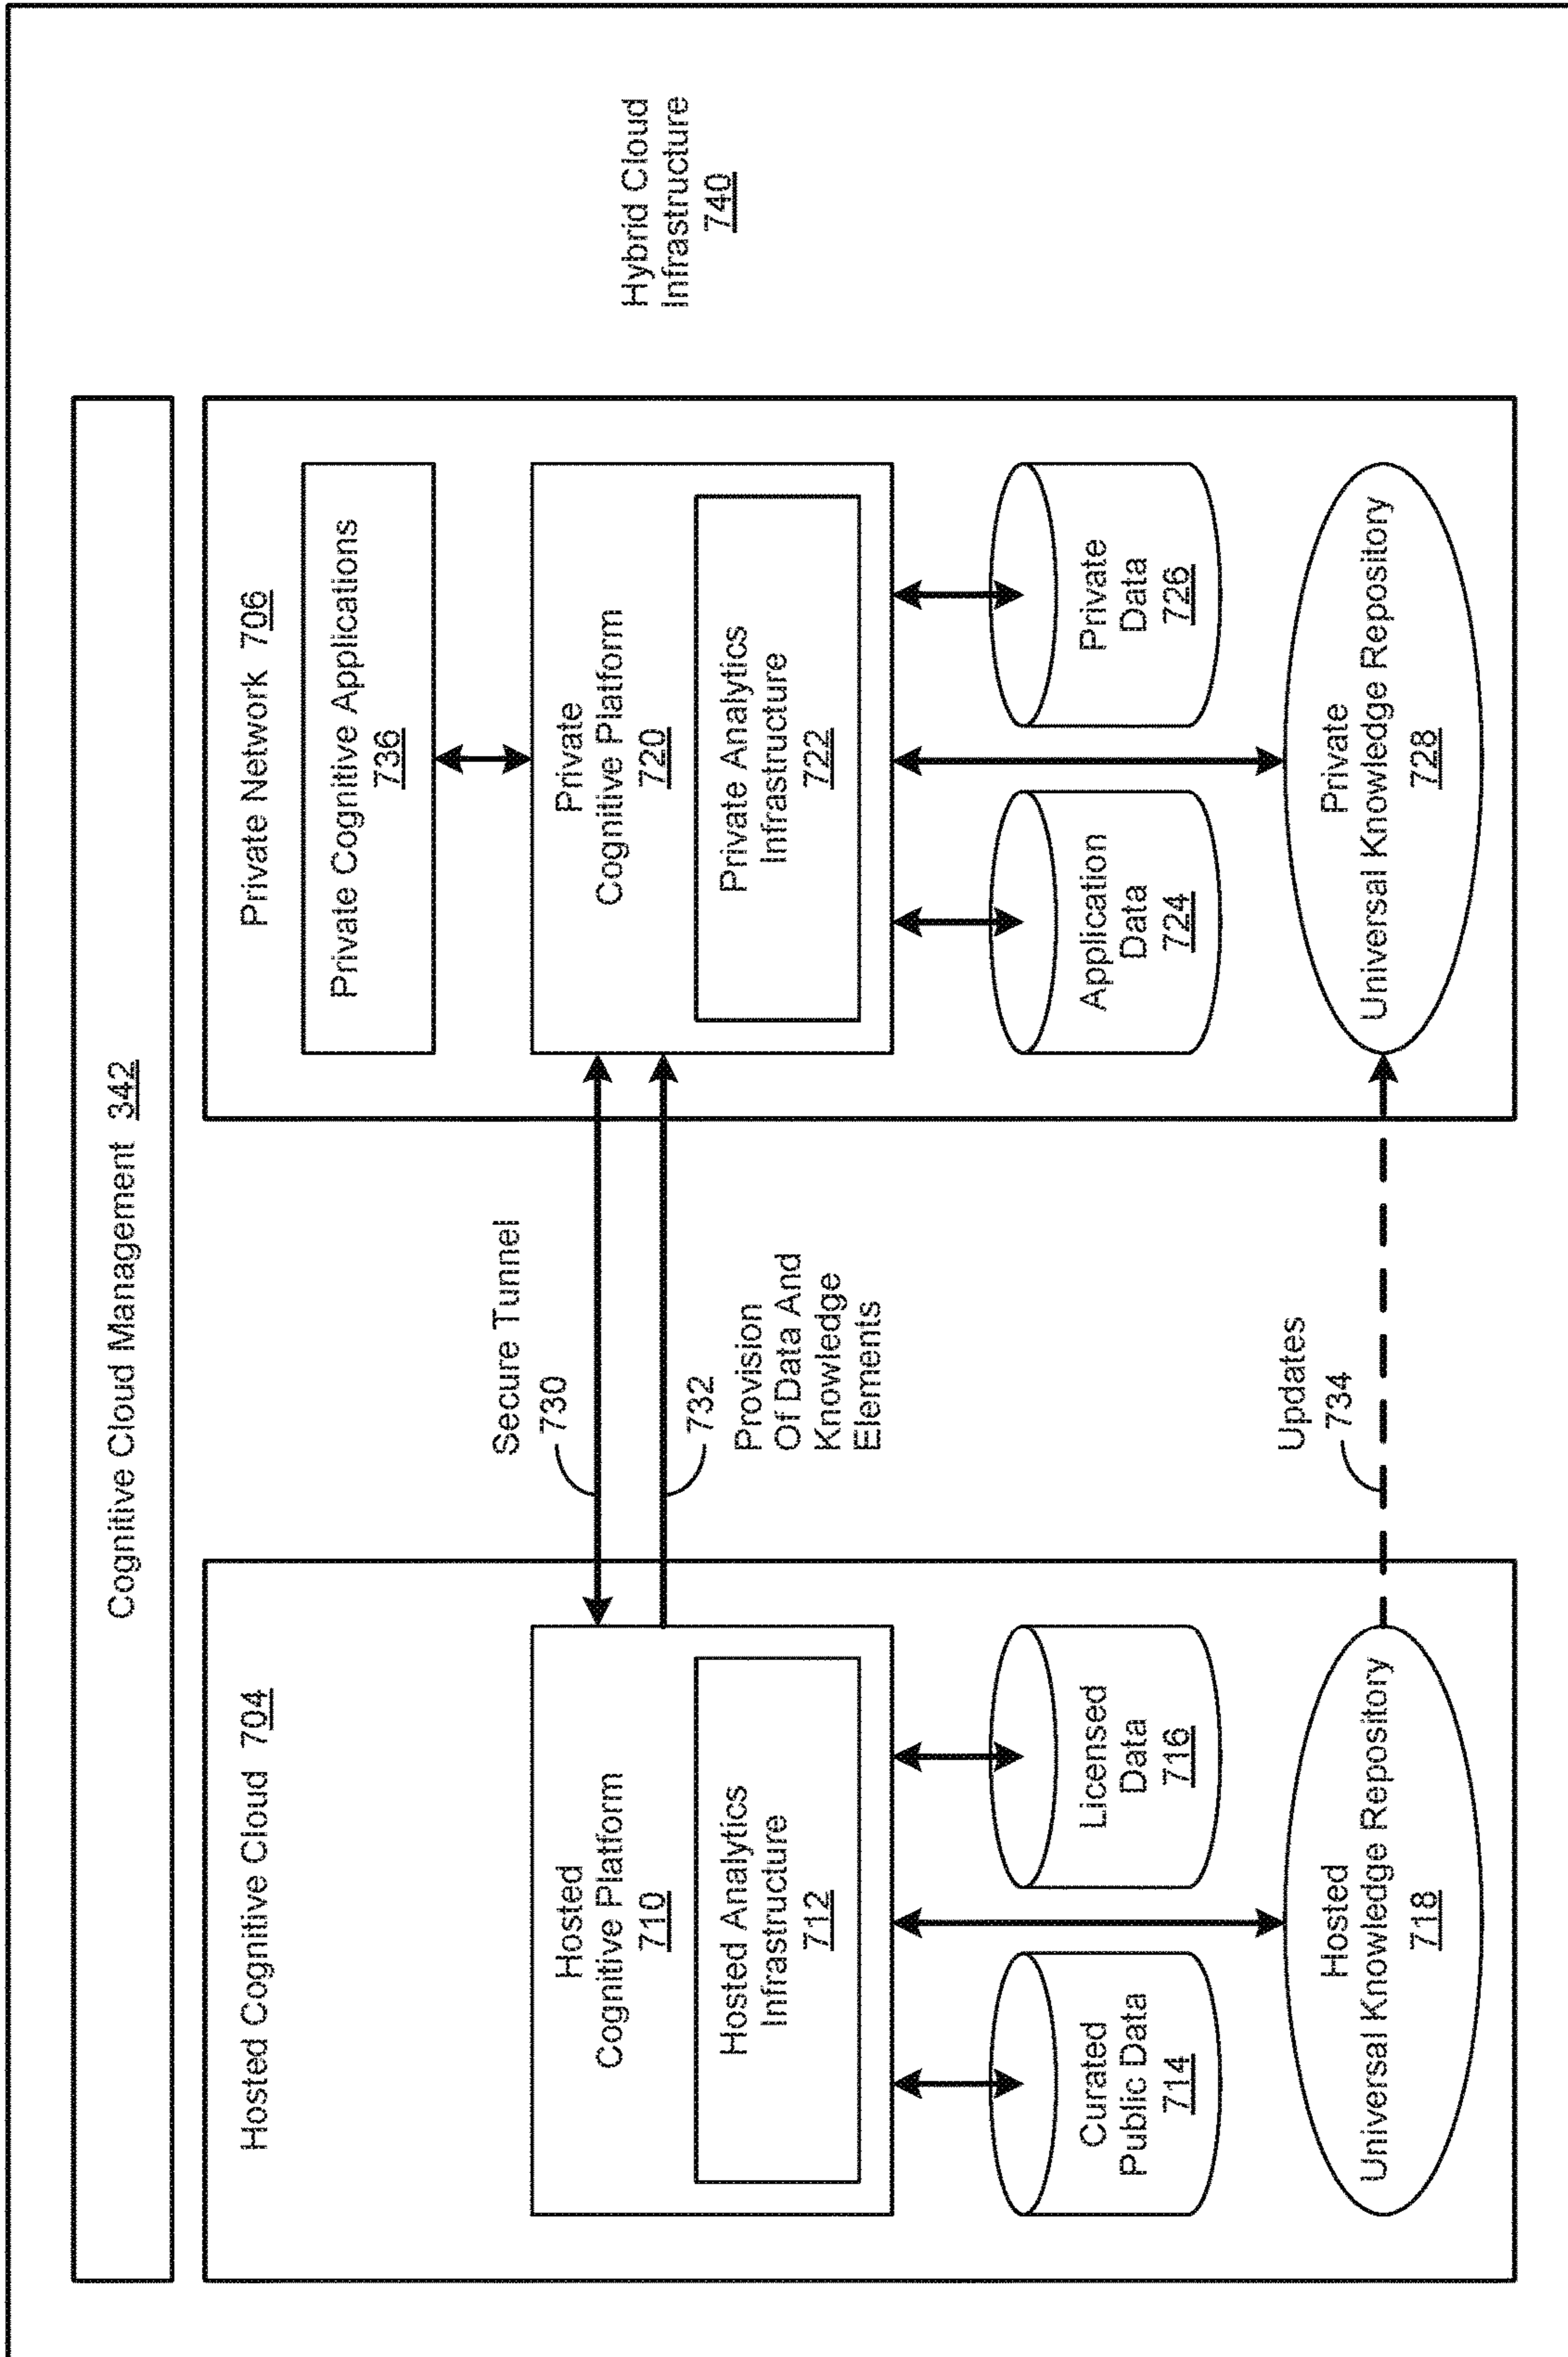 Cognitive Cloud Management 342
Hosted Cognitive Cloud 704
Hosted
Cognitive Platform
710
Hosted Analytics
Infrastructure
712
Curated
Public Data
714
Licensed
Data
716
Hosted
Universal Knowledge Repository
718
Secure Tunnel
730
732
Provision
Of Data And
Knowledge
Elements
Updates
734
Private Network 706
Private Cognitive Applications
736
Private
Cognitive Platform
720
Private Analytics
Infrastructure
722
Application
Data
724
Private
Data
726
Private
Universal Knowledge Repository
728
Hybrid Cloud
Infrastructure
740